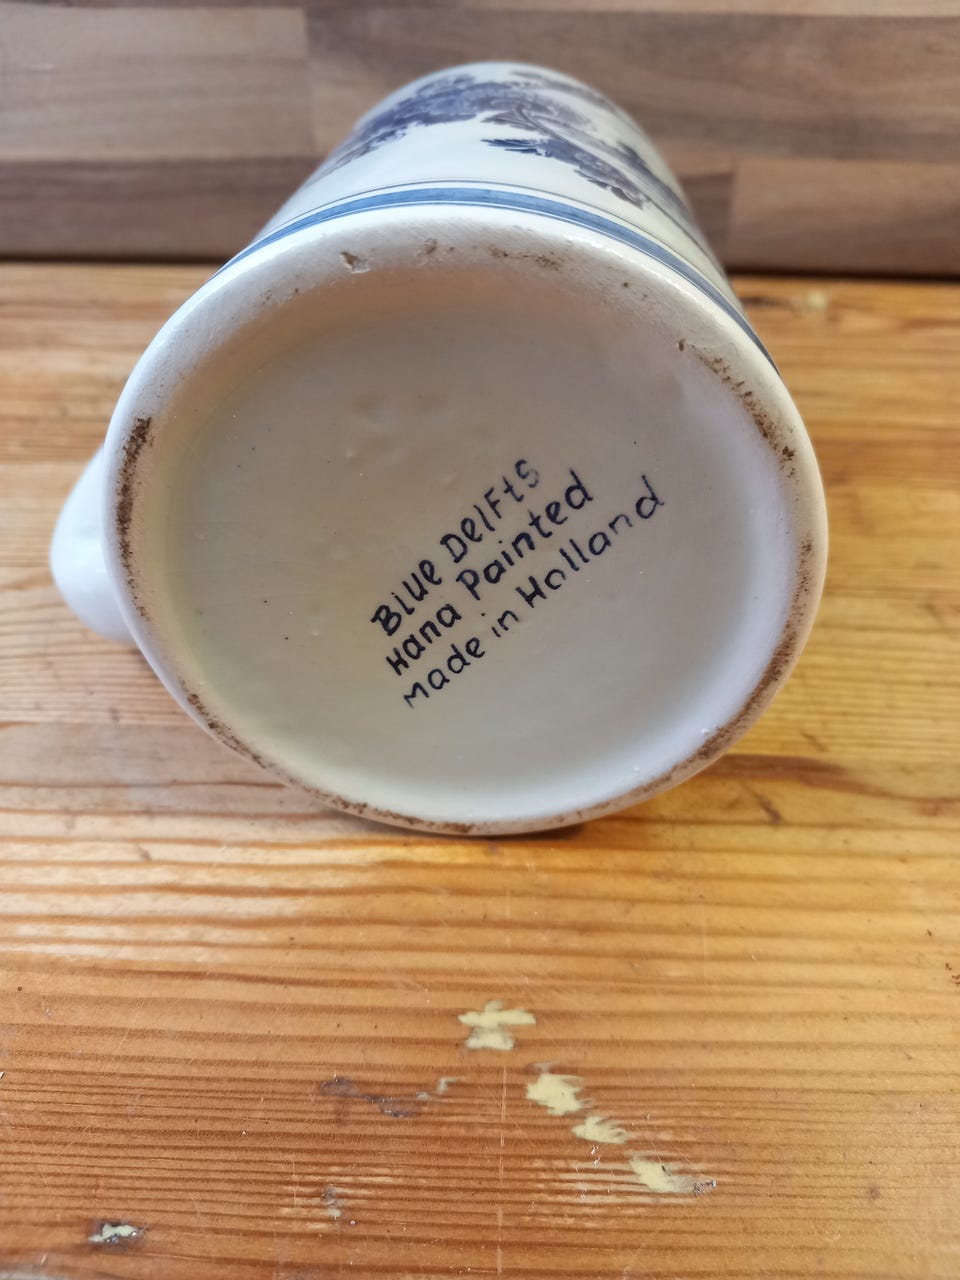 Blue Delfts
Hand Painted
Made in Holland